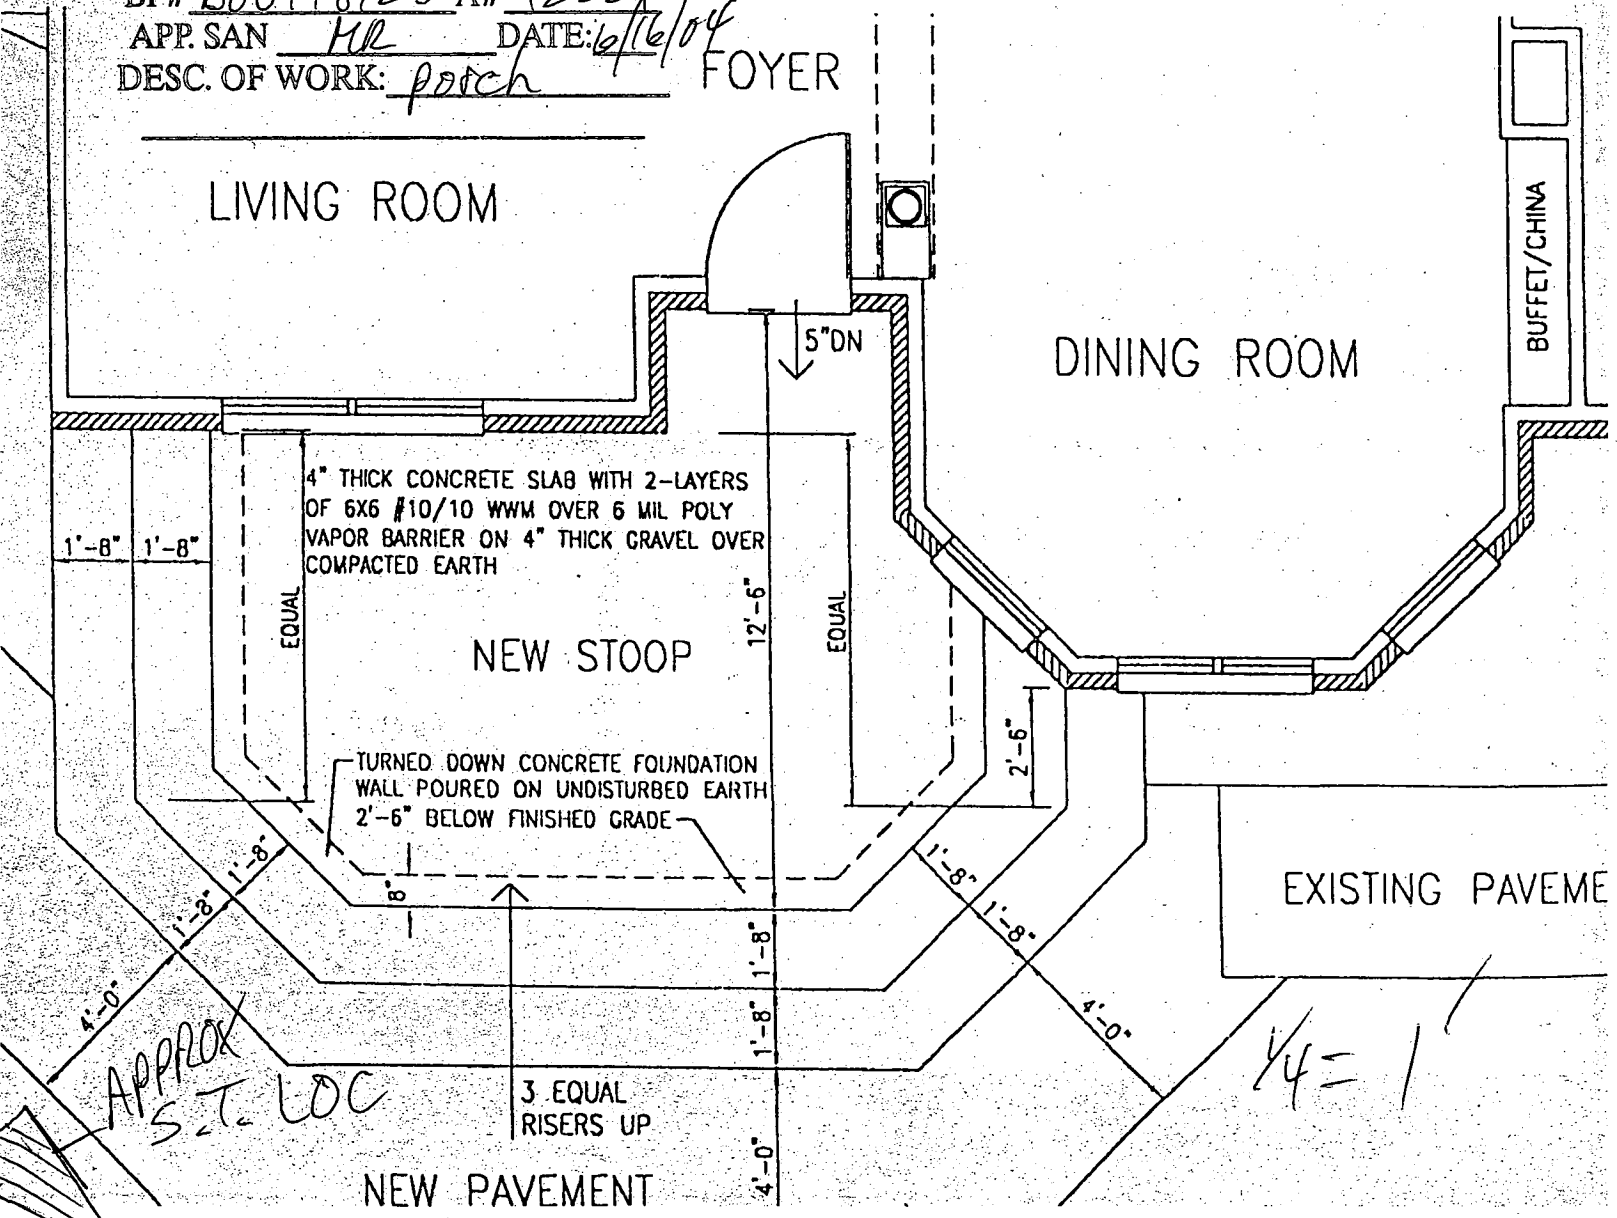 APP. SAN HR DATE: 6/16/04
DESC. OF WORK: porch
FOYER
LIVING ROOM
BUFFET/CHINA
5"DN
DINING ROOM
4" THICK CONCRETE SLAB WITH 2-LAYERS
OF 6X6 #10/10 WWM OVER 6 MIL POLY
VAPOR BARRIER ON 4" THICK GRAVEL OVER
COMPACTED EARTH
1'-8" 1'-8"
EQUAL
12'-6"
EQUAL
NEW STOOP
2'-6"
TURNED DOWN CONCRETE FOUNDATION
WALL POURED ON UNDISTURBED EARTH
2'-6" BELOW FINISHED GRADE
8"
1'-8"
1'-8"
4'-0"
1'-8"
1'-8"
4'-0"
1'-8"
1'-8"
4'-0"
EXISTING PAVEME
APPROX
S.T. LOC
1/4 = 1'
3 EQUAL
RISERS UP
NEW PAVEMENT